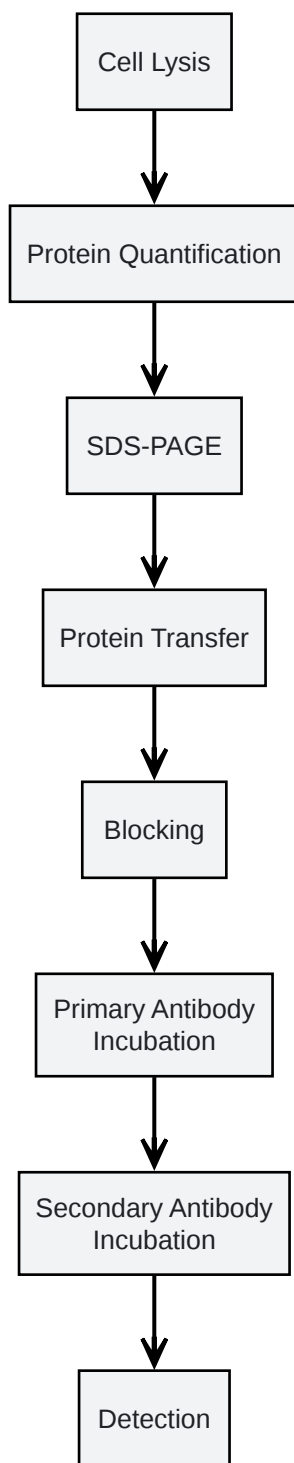 Cell Lysis
Protein Quantification
SDS-PAGE
Protein Transfer
Blocking
Primary Antibody
Incubation
Secondary Antibody
Incubation
Detection